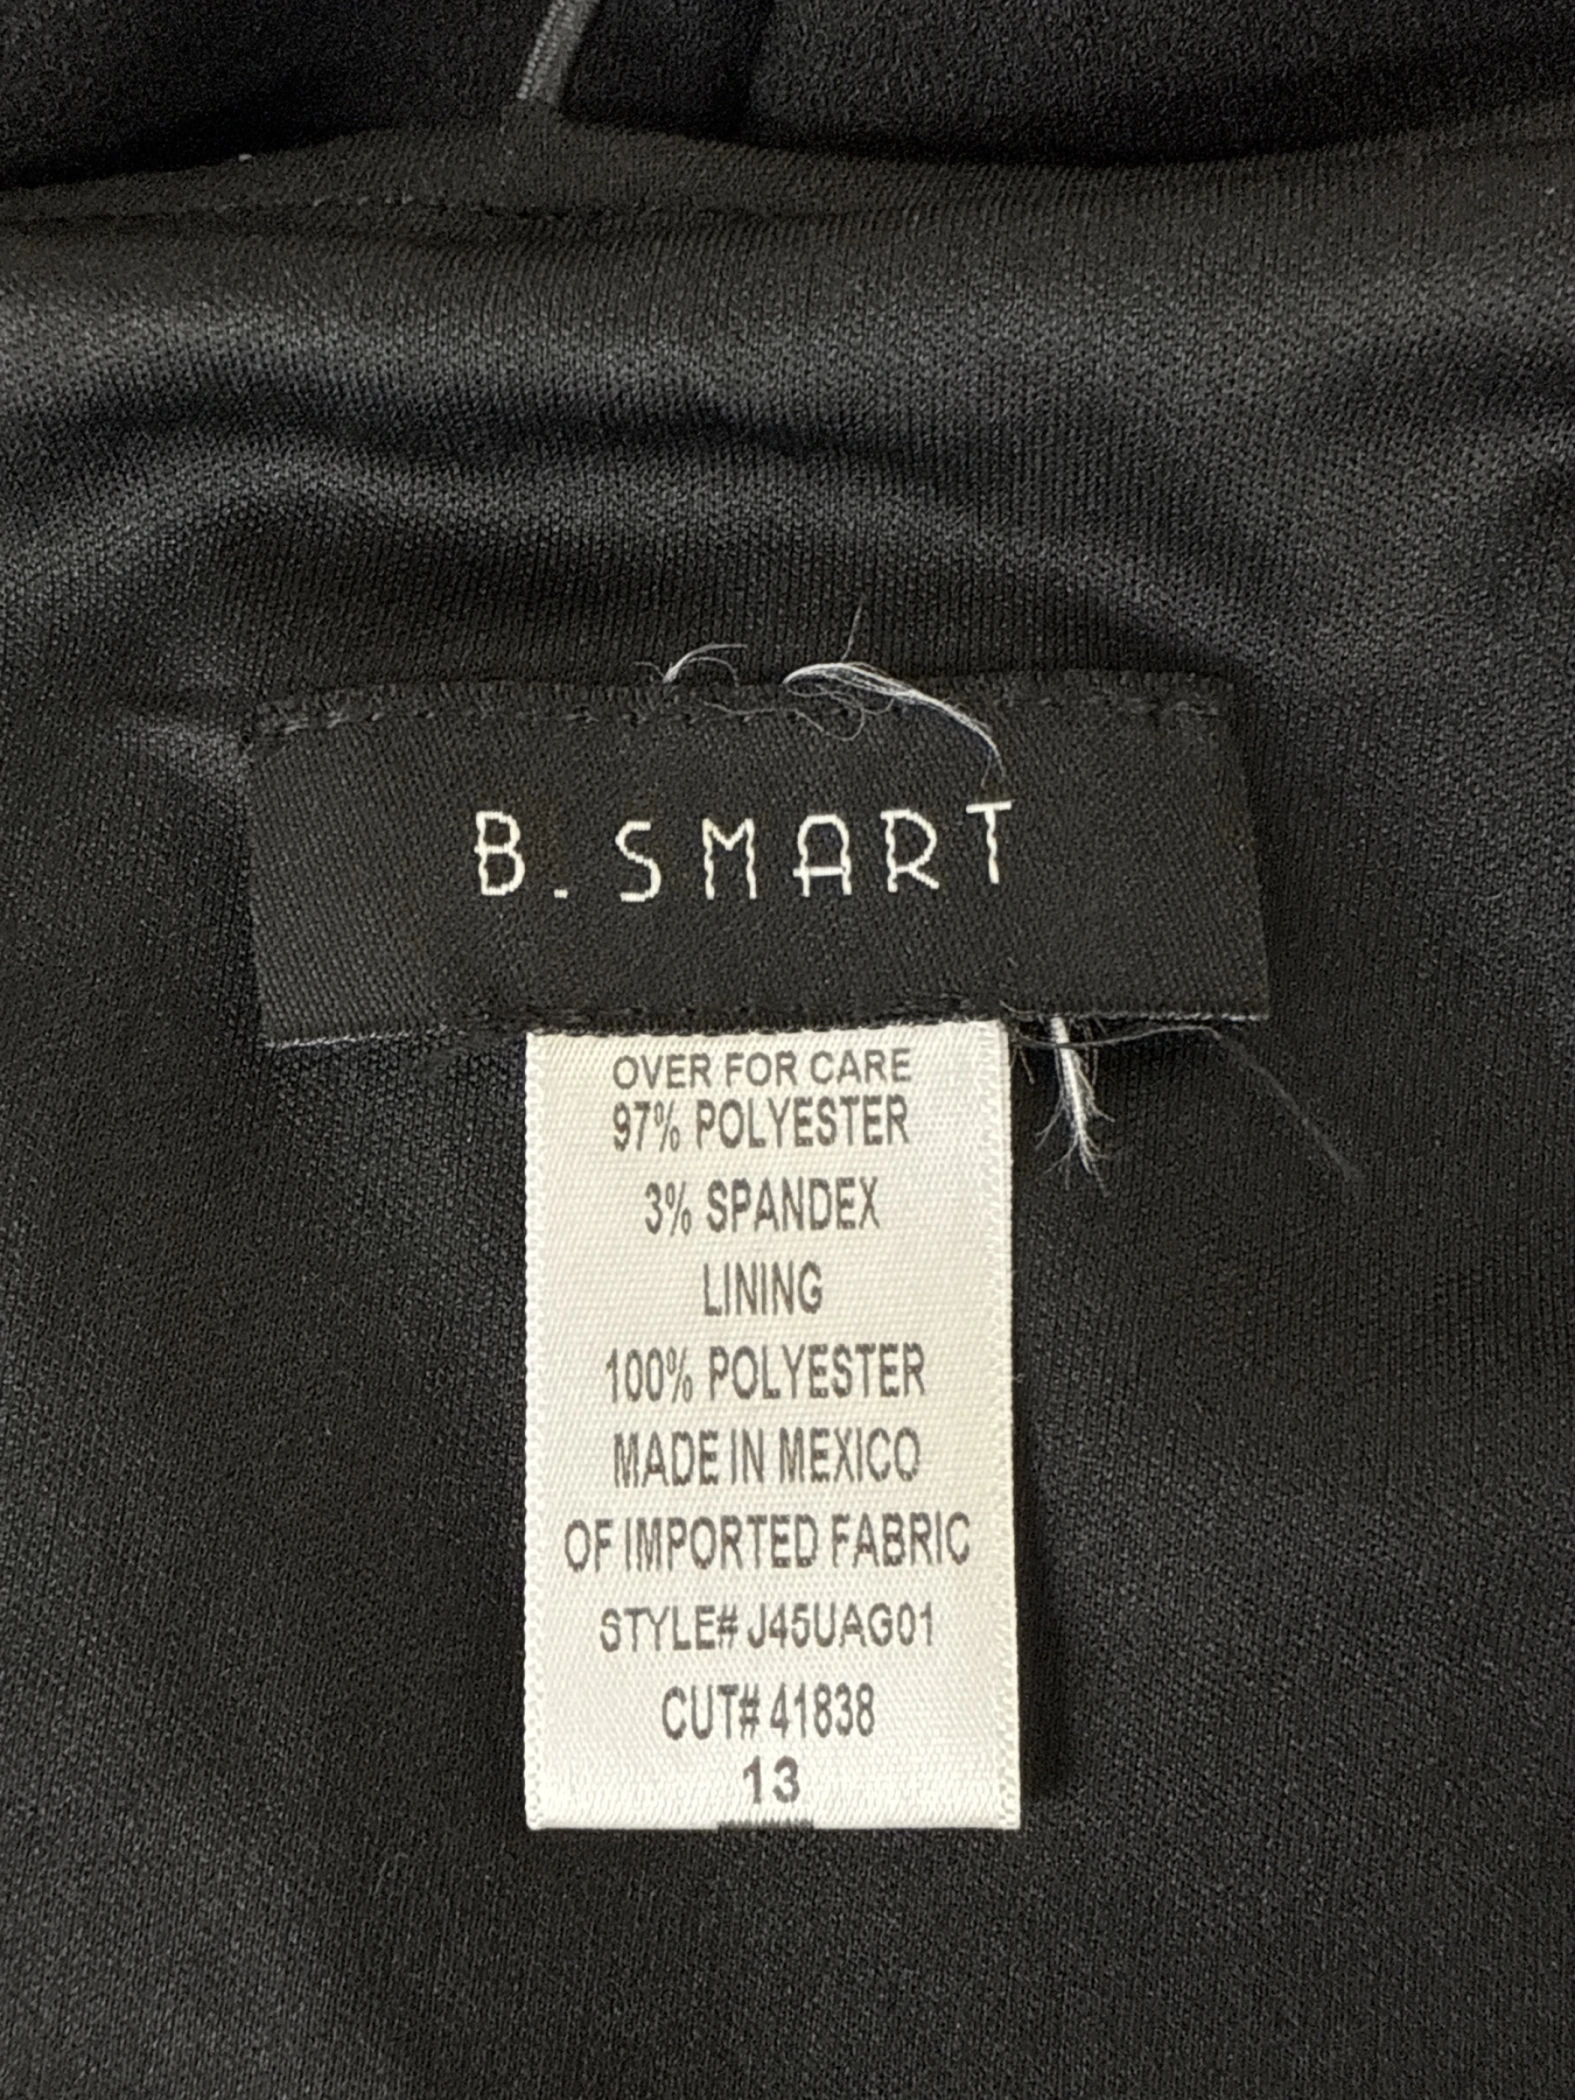 B. SMART
OVER FOR CARE
97% POLYESTER
3% SPANDEX
LINING
100% POLYESTER
MADE IN MEXICO
OF IMPORTED FABRIC
STYLE# J45UAG01
CUT# 41838
13